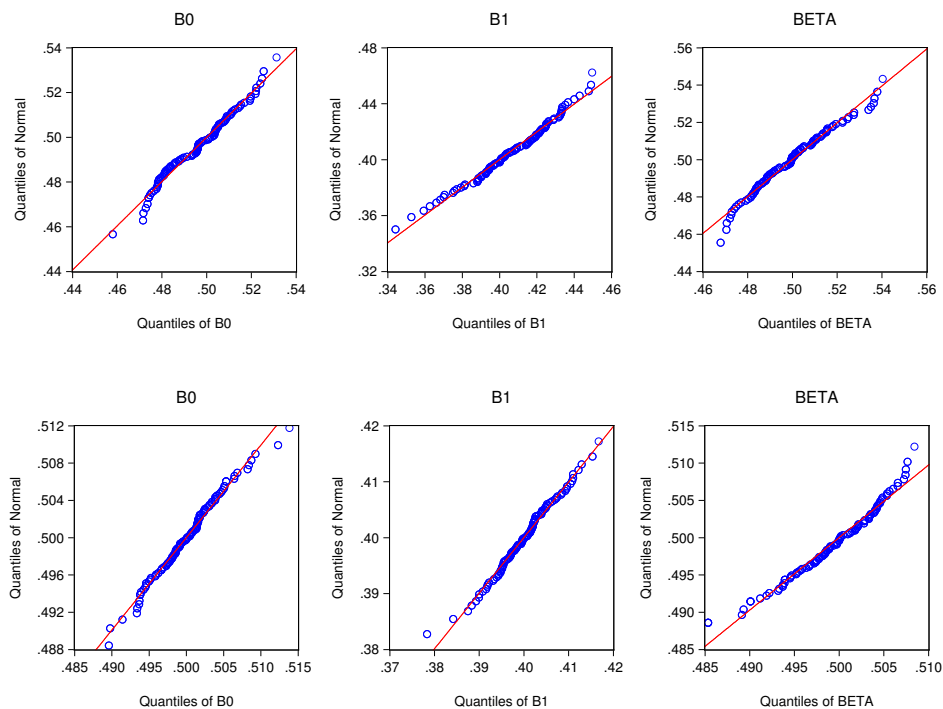 B0 B1 BETA
.54 .48 .56
.52 .44 .54
.50 .40 .52
.48 .36 .50
.46 .32 .48
.44 .46
.44
Quantiles of Normal Quantiles of Normal Quantiles of Normal
.44 .46 .48 .50 .52 .54 .34 .36 .38 .40 .42 .44 .46 .46 .48 .50 .52 .54 .56
Quantiles of B0 Quantiles of B1 Quantiles of BETA
B0 B1 BETA
.512 .42 .515
.508 .41 .510
.504 .40 .505
.500 .39 .500
.496 .38 .495
.492 .490
.488 .485
Quantiles of Normal Quantiles of Normal Quantiles of Normal
.485 .490 .495 .500 .505 .510 .515 .37 .38 .39 .40 .41 .42 .485 .490 .495 .500 .505 .510
Quantiles of B0 Quantiles of B1 Quantiles of BETA